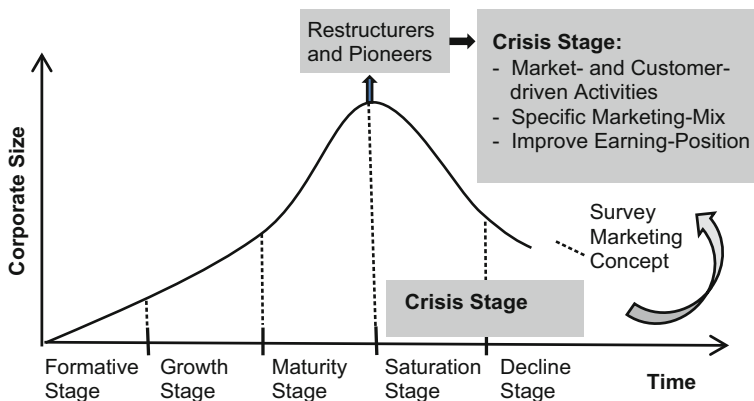 Restructurers
and Pioneers
Crisis Stage:
- Market- and Customer-
driven Activities
- Specific Marketing-Mix
- Improve Earning-Position
Corporate Size
Survey
Marketing
Concept
Crisis Stage
Formative
Stage
Growth
Stage
Maturity
Stage
Saturation
Stage
Decline
Stage
Time